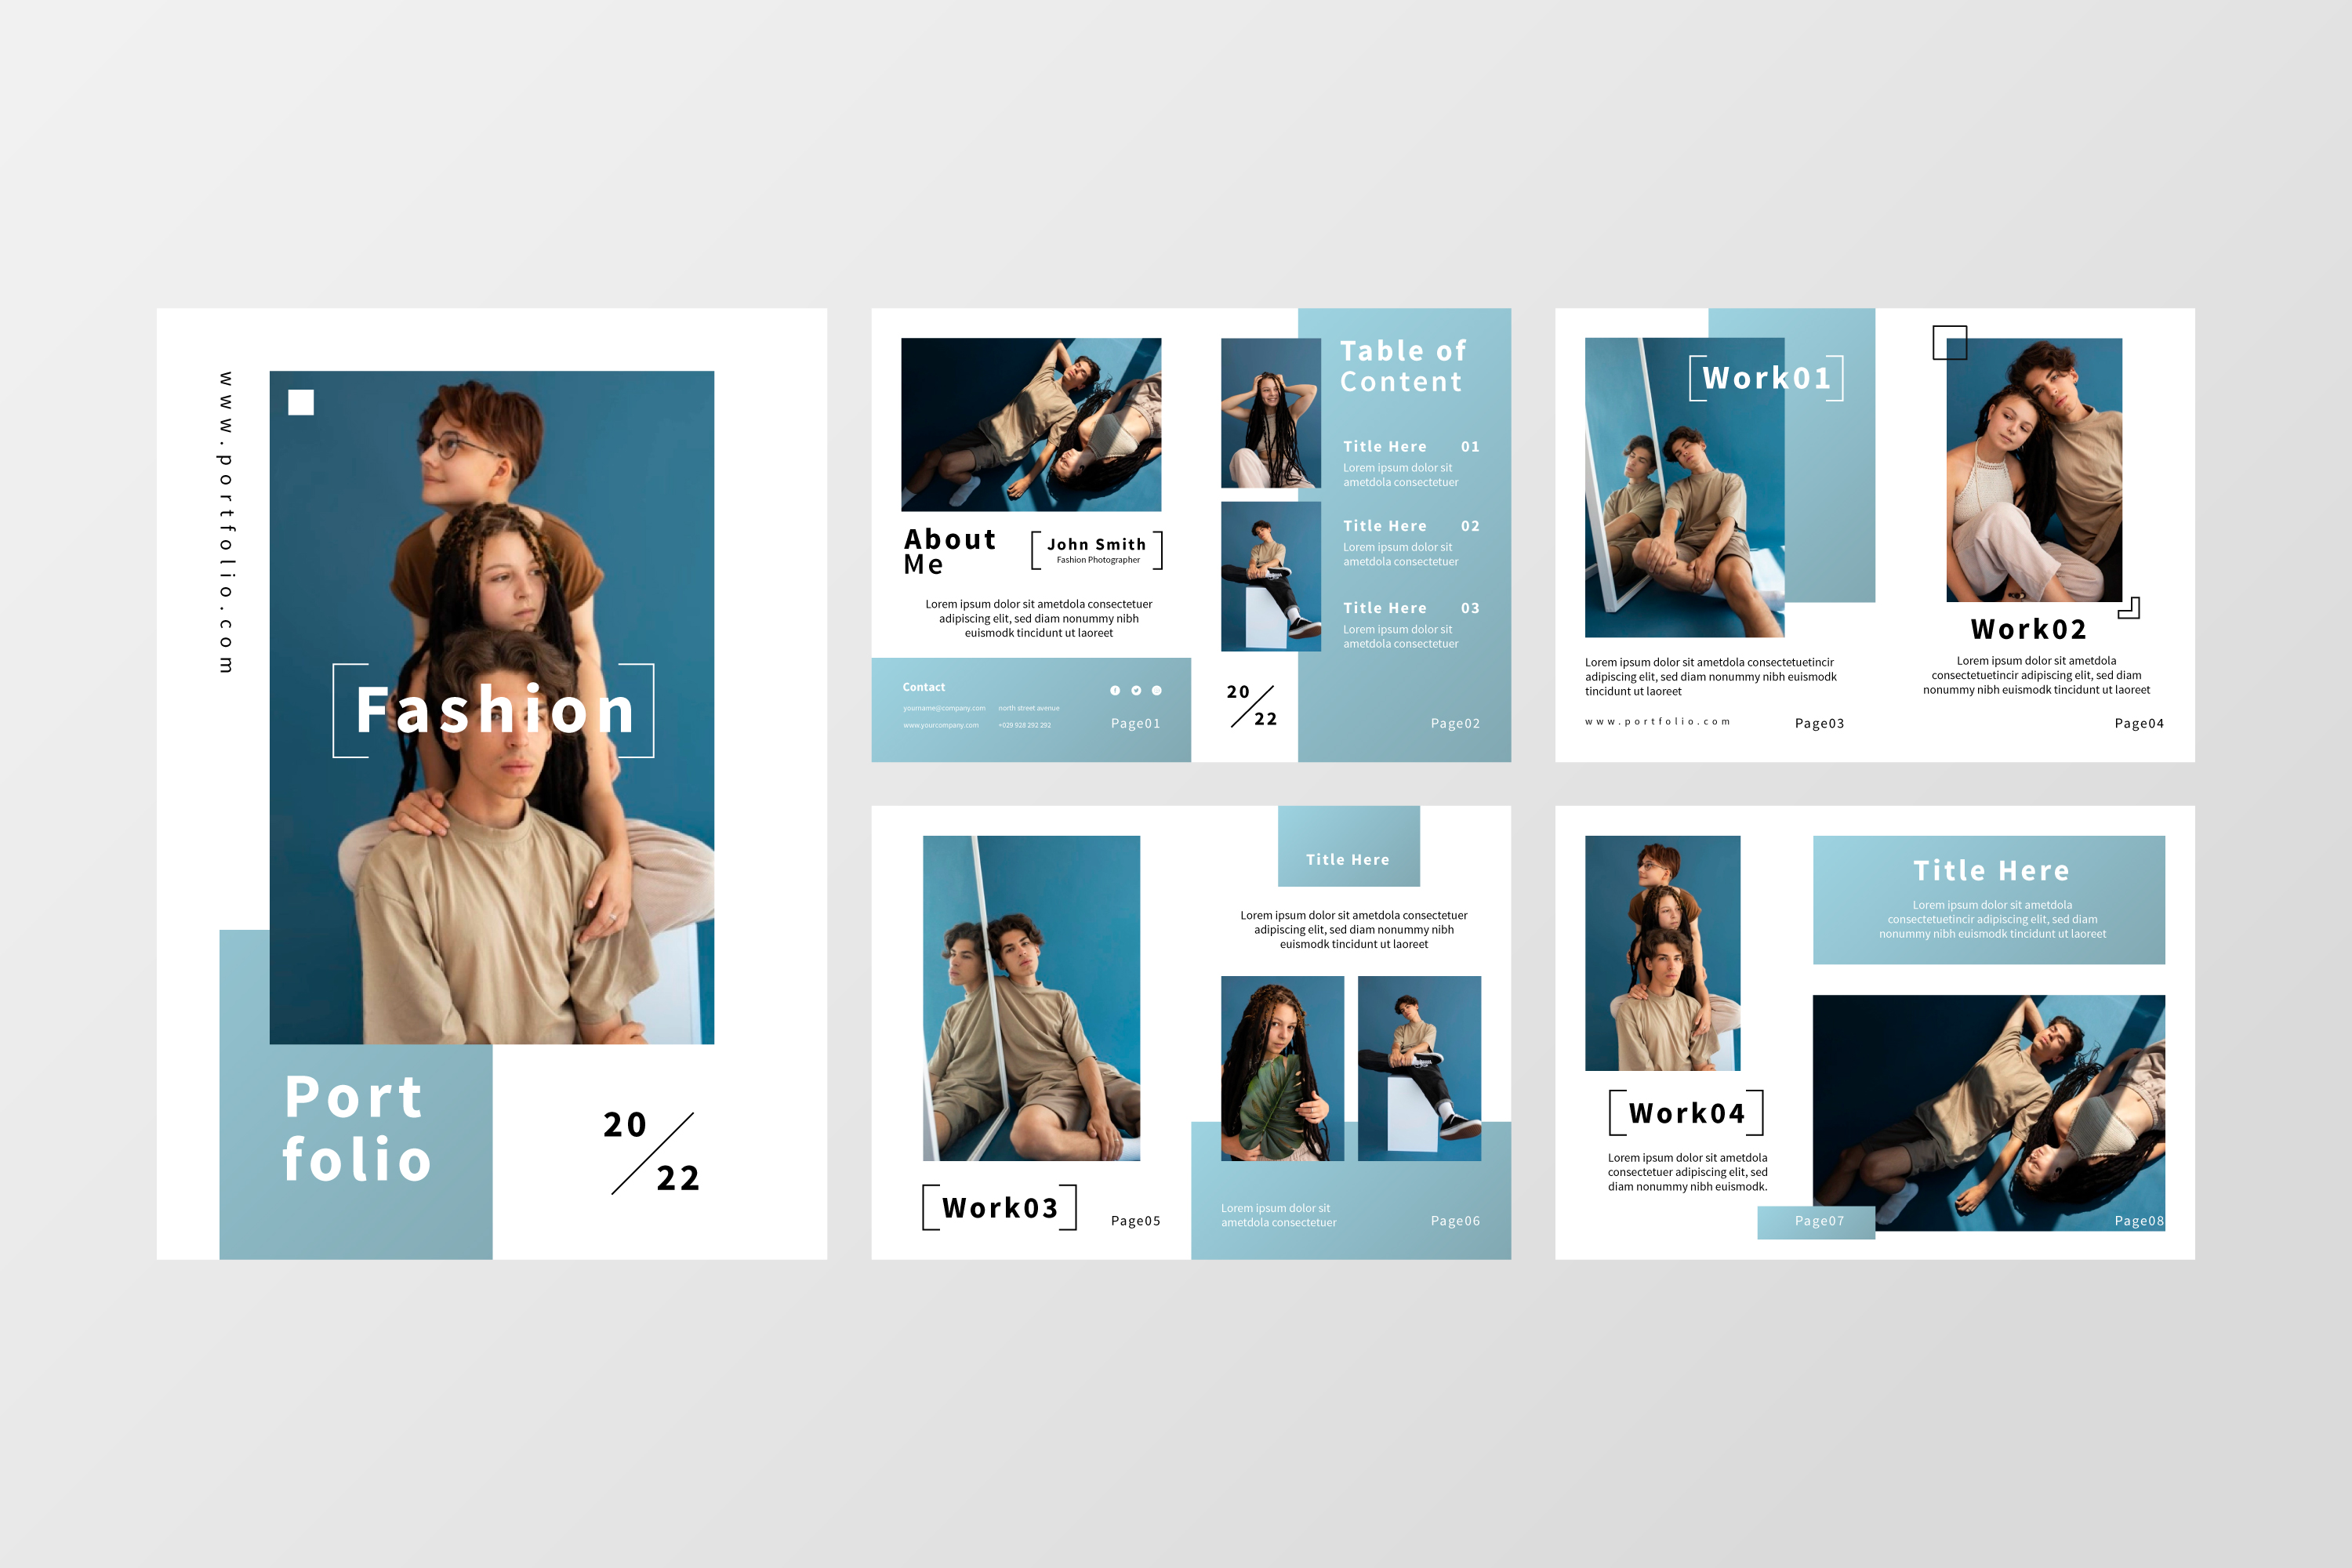 www.portfolio.com
Fashion
Port
folio
20
22
About
Me
John Smith
Fashion Photographer
Lorem ipsum dolor sit ametdola consectetuer
adipiscing elit, sed diam nonummy nibh
euismodk tincidunt ut laoreet
Contact
yourname@company.com
north street avenue
www.yourcompany.com
+029 928 292 292
Page01
Table of
Content
Title Here 01
Lorem ipsum dolor sit
ametdola consectetuer
Title Here 02
Lorem ipsum dolor sit
ametdola consectetuer
Title Here 03
Lorem ipsum dolor sit
ametdola consectetuer
20
22
Page02
Work01
Lorem ipsum dolor sit ametdola consectetuetincir
adipiscing elit, sed diam nonummy nibh euismodk
tincidunt ut laoreet
www.portfolio.com
Page03
Work02
Lorem ipsum dolor sit ametdola
consectetuetincir adipiscing elit, sed diam
nonummy nibh euismodk tincidunt ut laoreet
Page04
Work03
Page05
Title Here
Lorem ipsum dolor sit ametdola consectetuer
adipiscing elit, sed diam nonummy nibh
euismodk tincidunt ut laoreet
Lorem ipsum dolor sit
ametdola consectetuer
Page06
Work04
Lorem ipsum dolor sit ametdola
consectetuer adipiscing elit, sed
diam nonummy nibh euismodk.
Page07
Title Here
Lorem ipsum dolor sit ametdola
consectetuetincir adipiscing elit, sed diam
nonummy nibh euismodk tincidunt ut laoreet
Page08